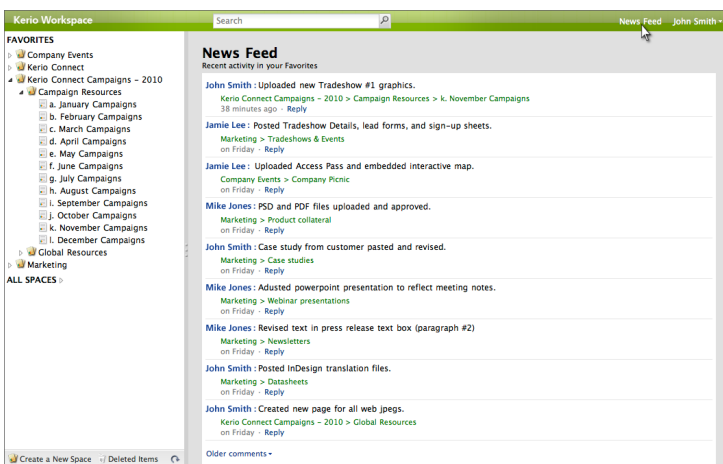 Kerio Workspace
Search
News Feed John Smith
FAVORITES
Company Events
Kerio Connect
Kerio Connect Campaigns - 2010
Campaign Resources
a. January Campaigns
b. February Campaigns
c. March Campaigns
d. April Campaigns
e. May Campaigns
f. June Campaigns
g. July Campaigns
h. August Campaigns
i. September Campaigns
j. October Campaigns
k. November Campaigns
l. December Campaigns
Global Resources
Marketing
ALL SPACES
Create a New Space Deleted Items
News Feed
Recent activity in your Favorites
John Smith : Uploaded new Tradeshow #1 graphics.
Kerio Connect Campaigns - 2010 > Campaign Resources > k. November Campaigns
38 minutes ago - Reply
Jamie Lee : Posted Tradeshow Details, lead forms, and sign-up sheets.
Marketing > Tradeshows & Events
on Friday - Reply
Jamie Lee : Uploaded Access Pass and embedded interactive map.
Company Events > Company Picnic
on Friday - Reply
Mike Jones : PSD and PDF files uploaded and approved.
Marketing > Product collateral
on Friday - Reply
John Smith : Case study from customer pasted and revised.
Marketing > Case studies
on Friday - Reply
Mike Jones : Adusted powerpoint presentation to reflect meeting notes.
Marketing > Webinar presentations
on Friday - Reply
Mike Jones : Revised text in press release text box (paragraph #2)
Marketing > Newsletters
on Friday - Reply
John Smith : Posted InDesign translation files.
Marketing > Datasheets
on Friday - Reply
John Smith : Created new page for all web jpegs.
Kerio Connect Campaigns - 2010 > Global Resources
on Friday - Reply
Older comments